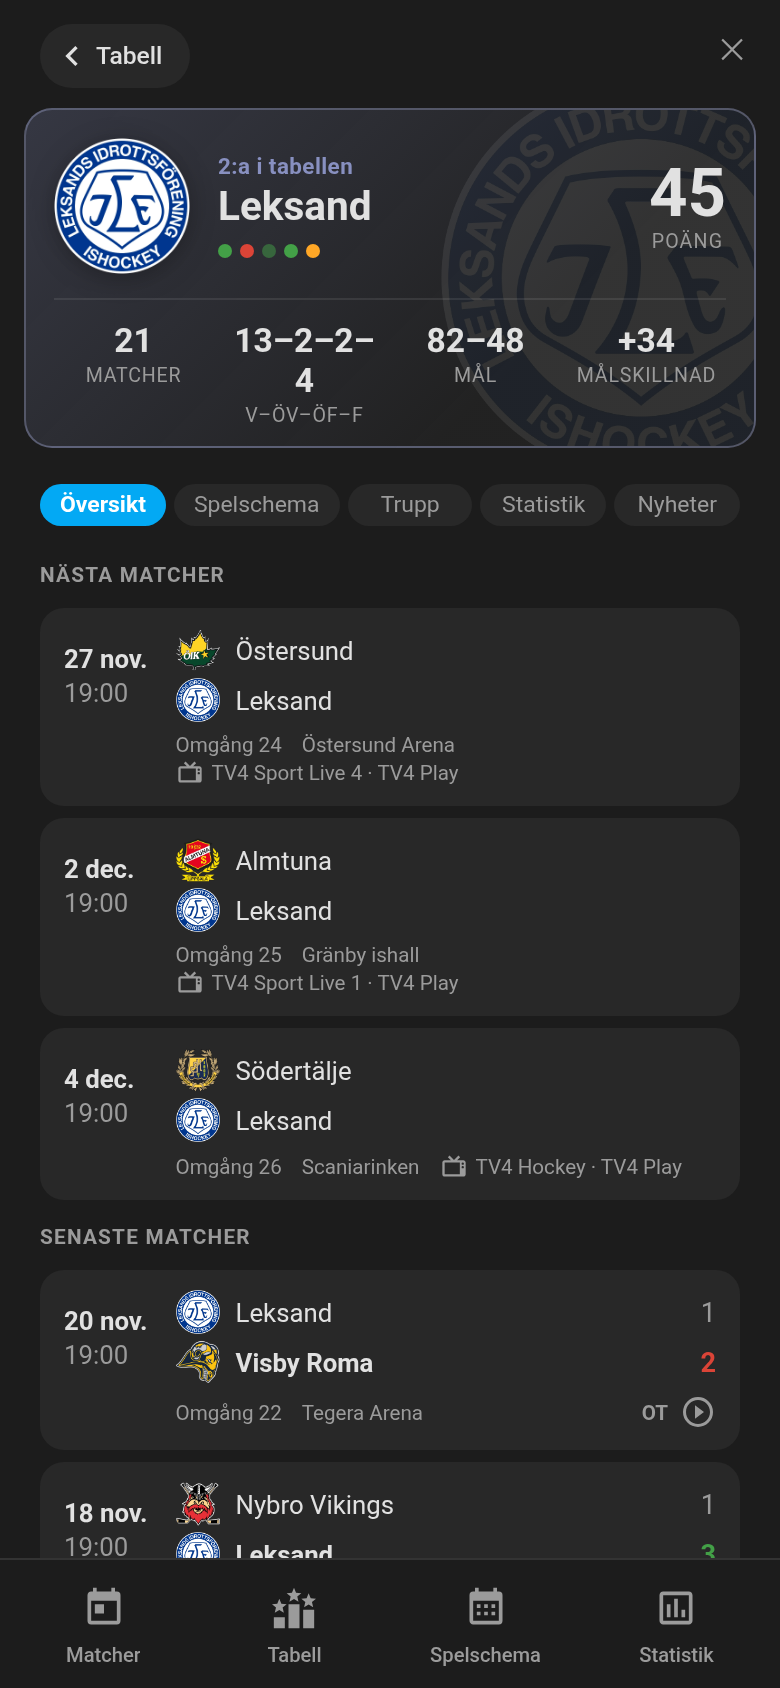 Tabell
LEKSANDS IDROTTSFÖRENING
ISHOCKEY
2:a i tabellen
Leksand
45
POÄNG
21
MATCHER
13–2–2–
4
V–ÖV–ÖF–F
82–48
MÅL
+34
MÅLSKILLNAD
Översikt
Spelschema
Trupp
Statistik
Nyheter
NÄSTA MATCHER
27 nov.
19:00
Östersund
Leksand
Omgång 24 Östersund Arena
TV4 Sport Live 4 · TV4 Play
2 dec.
19:00
Almtuna
Leksand
Omgång 25 Gränby ishall
TV4 Sport Live 1 · TV4 Play
4 dec.
19:00
Södertälje
Leksand
Omgång 26 Scaniarinken TV4 Hockey · TV4 Play
SENASTE MATCHER
20 nov.
19:00
Leksand 1
Visby Roma 2
Omgång 22 Tegera Arena OT
18 nov.
19:00
Nybro Vikings 1
Leksand 3
Matcher
Tabell
Spelschema
Statistik